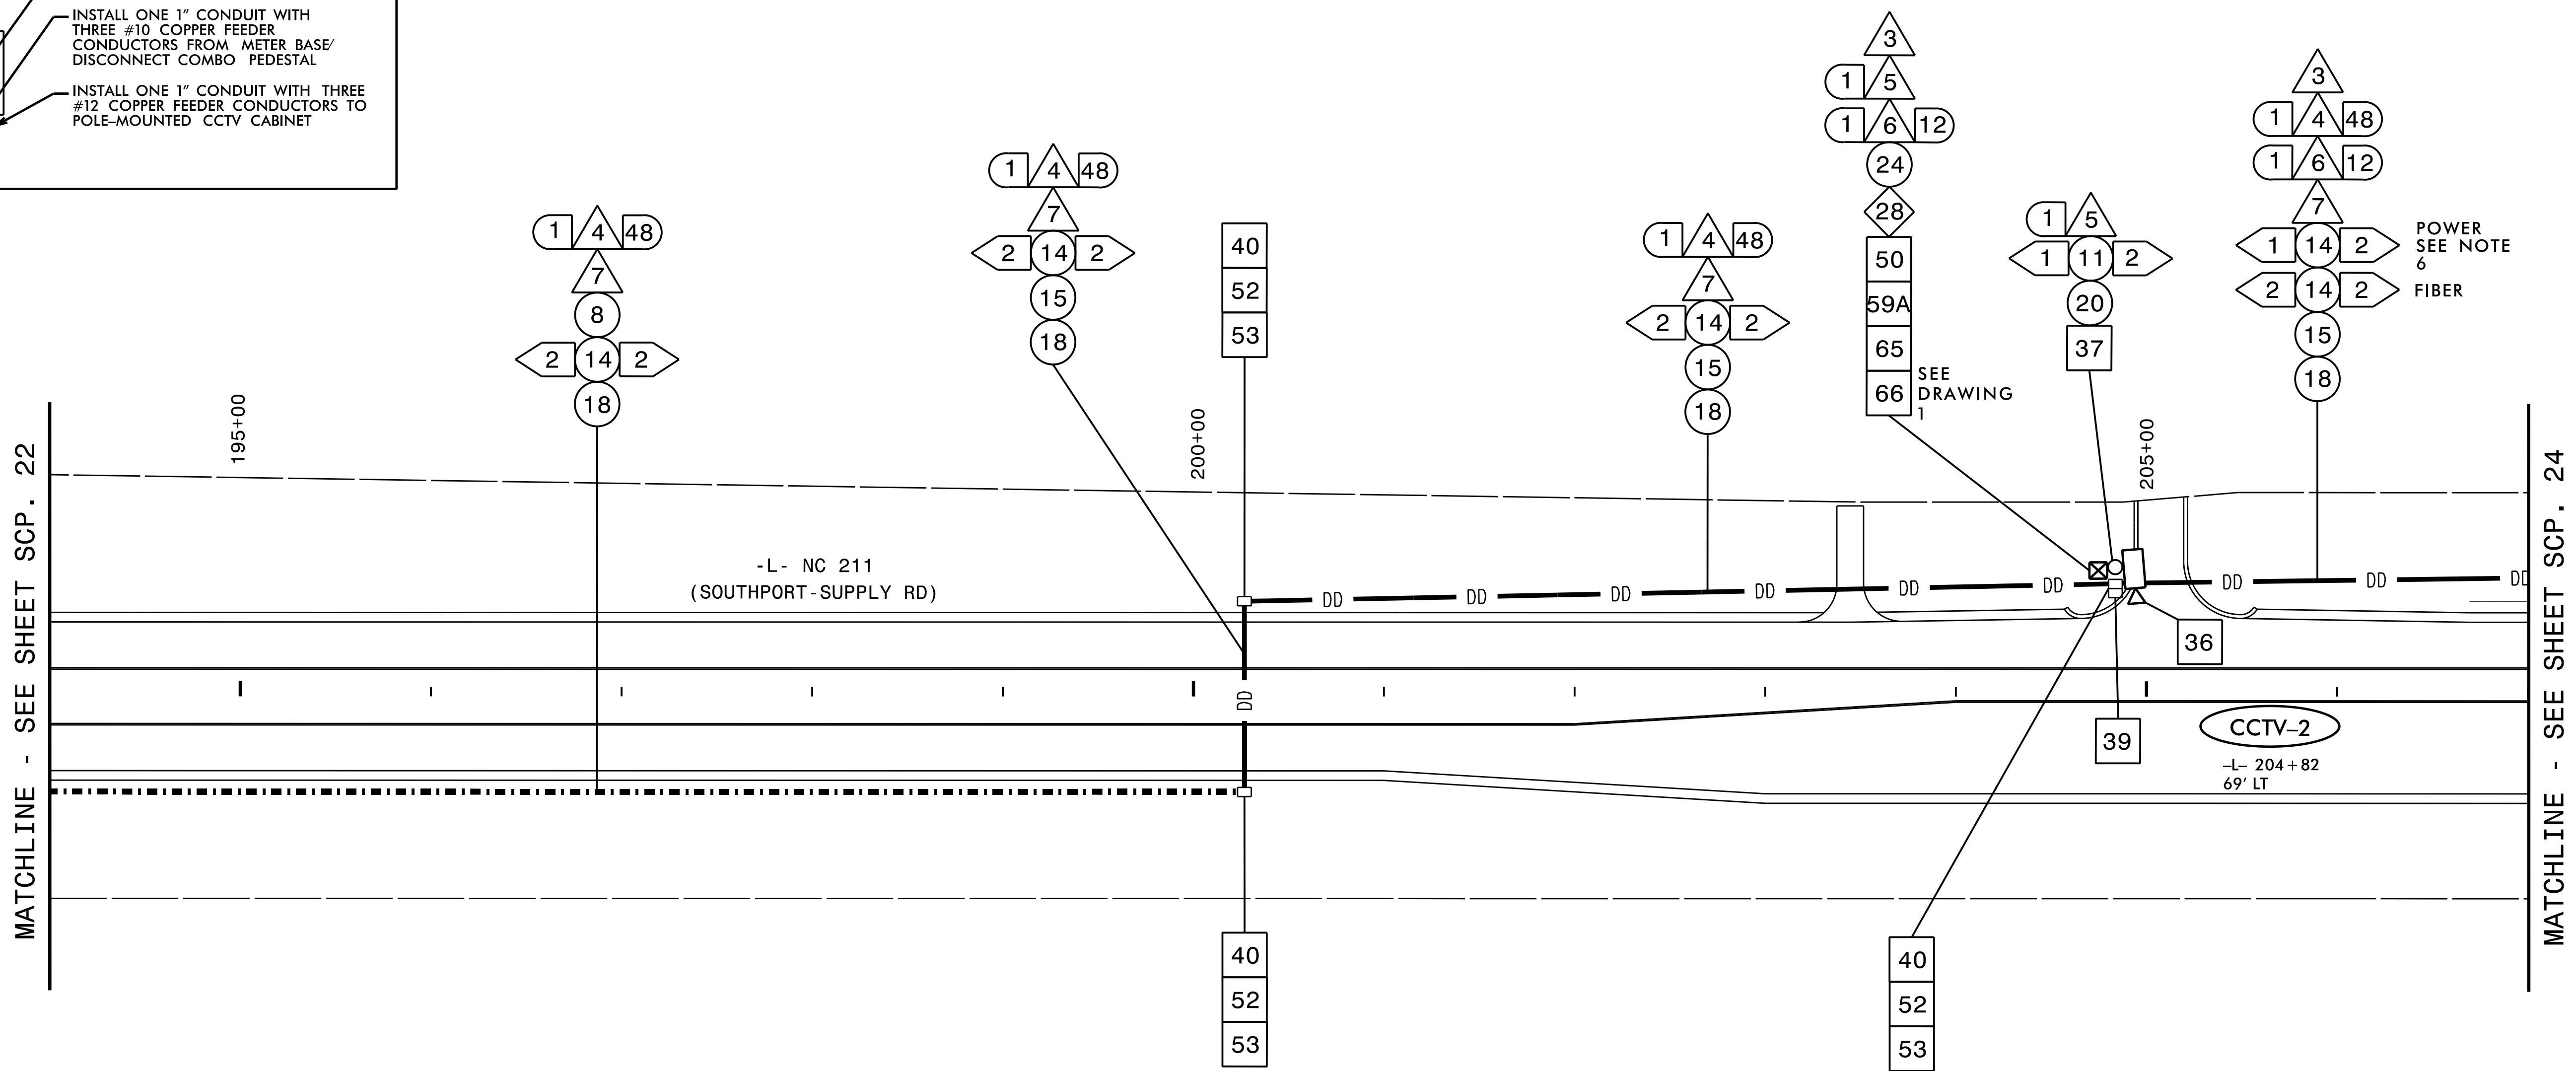 INSTALL ONE 1" CONDUIT WITH
THREE #10 COPPER FEEDER
CONDUCTORS FROM METER BASE/
DISCONNECT COMBO PEDESTAL
INSTALL ONE 1" CONDUIT WITH THREE
#12 COPPER FEEDER CONDUCTORS TO
POLE-MOUNTED CCTV CABINET
MATCHLINE - SEE SHEET SCP. 22
195+00
1 4 48
7
8
2 14 2
18
1 4 48
7
2 14 2
15
18
200+00
40
52
53
1 4 48
7
2 14 2
15
18
3
1 5
1 6 12
24
28
50
59A
65
66
SEE
DRAWING
1
1 5
1 11 2
20
37
205+00
3
1 4 48
1 6 12
7
1 14 2
POWER
SEE NOTE
6
2 14 2
FIBER
15
18
-L- NC 211
(SOUTHPORT-SUPPLY RD)
DD DD DD DD DD DD DD DD DD
DD
36
39
CCTV-2
-L- 204+82
69' LT
40
52
53
40
52
53
MATCHLINE - SEE SHEET SCP. 24